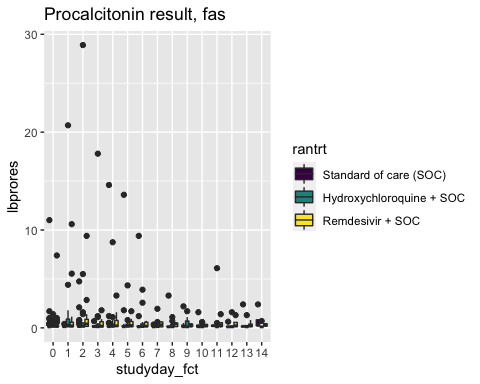 Procalcitonin result, fas
30
20
10
0
lbprores
0 1 2 3 4 5 6 7 8 9 10 11 12 13 14
studyday_fct
rantrt
Standard of care (SOC)
Hydroxychloroquine + SOC
Remdesivir + SOC